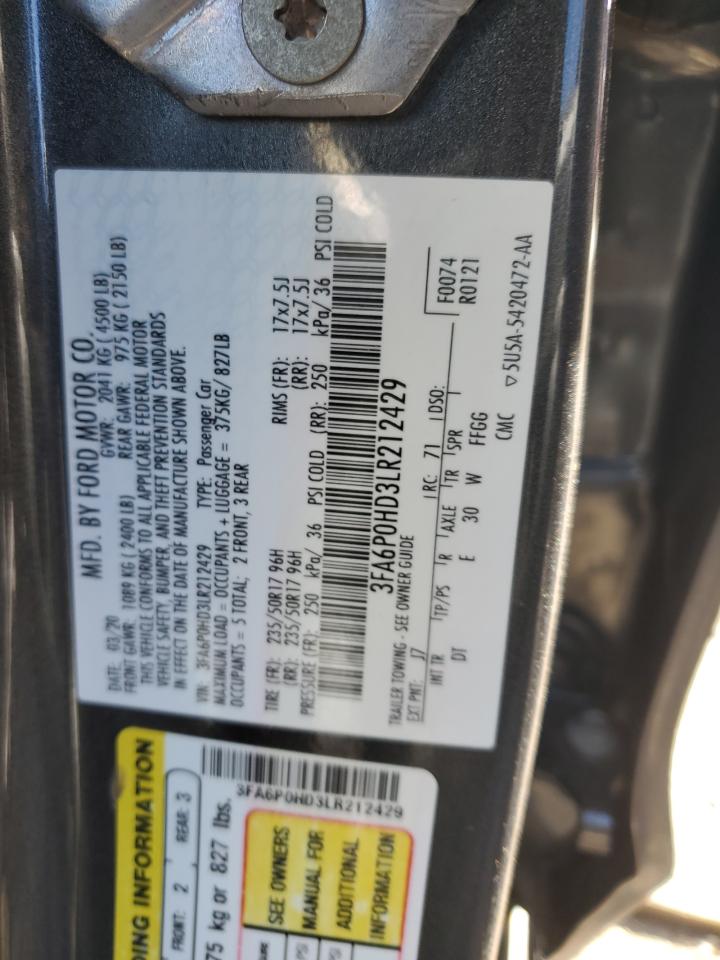 MFD. BY FORD MOTOR CO.
DATE: 03/20 GVWR: 2041 KG ( 4500 LB)
FRONT GAWR: 1089 KG ( 2400 LB) REAR GAWR: 975 KG ( 2150 LB)
THIS VEHICLE CONFORMS TO ALL APPLICABLE FEDERAL MOTOR
VEHICLE SAFETY, BUMPER, AND THEFT PREVENTION STANDARDS
IN EFFECT ON THE DATE OF MANUFACTURE SHOWN ABOVE.
VIN: 3FA6P0HD3LR212429 TYPE: Passenger Car
MAXIMUM LOAD = OCCUPANTS + LUGGAGE = 375KG/ 827LB
OCCUPANTS = 5 TOTAL; 2 FRONT, 3 REAR
TIRE (FR): 235/50R17 96H RIMS (FR): 17x7.5J
(RR): 235/50R17 96H (RR): 17x7.5J
PRESSURE (FR): 250 kPa/ 36 PSI COLD (RR): 250 kPa/ 36 PSI COLD
3FA6P0HD3LR212429
TRAILER TOWING - SEE OWNER GUIDE
EXT PNT: J7 RC: 71 DSO: F0074
R0121
INT TR TP/PS R AXLE TR SPR
DT E 30 W FFGG
CMC ▽5U5A-5420472-AA
3FA6P0HD3LR212429
DING INFORMATION
FRONT: 2 REAR: 3
75 kg or 827 lbs.
SEE OWNERS
MANUAL FOR
ADDITIONAL
INFORMATION